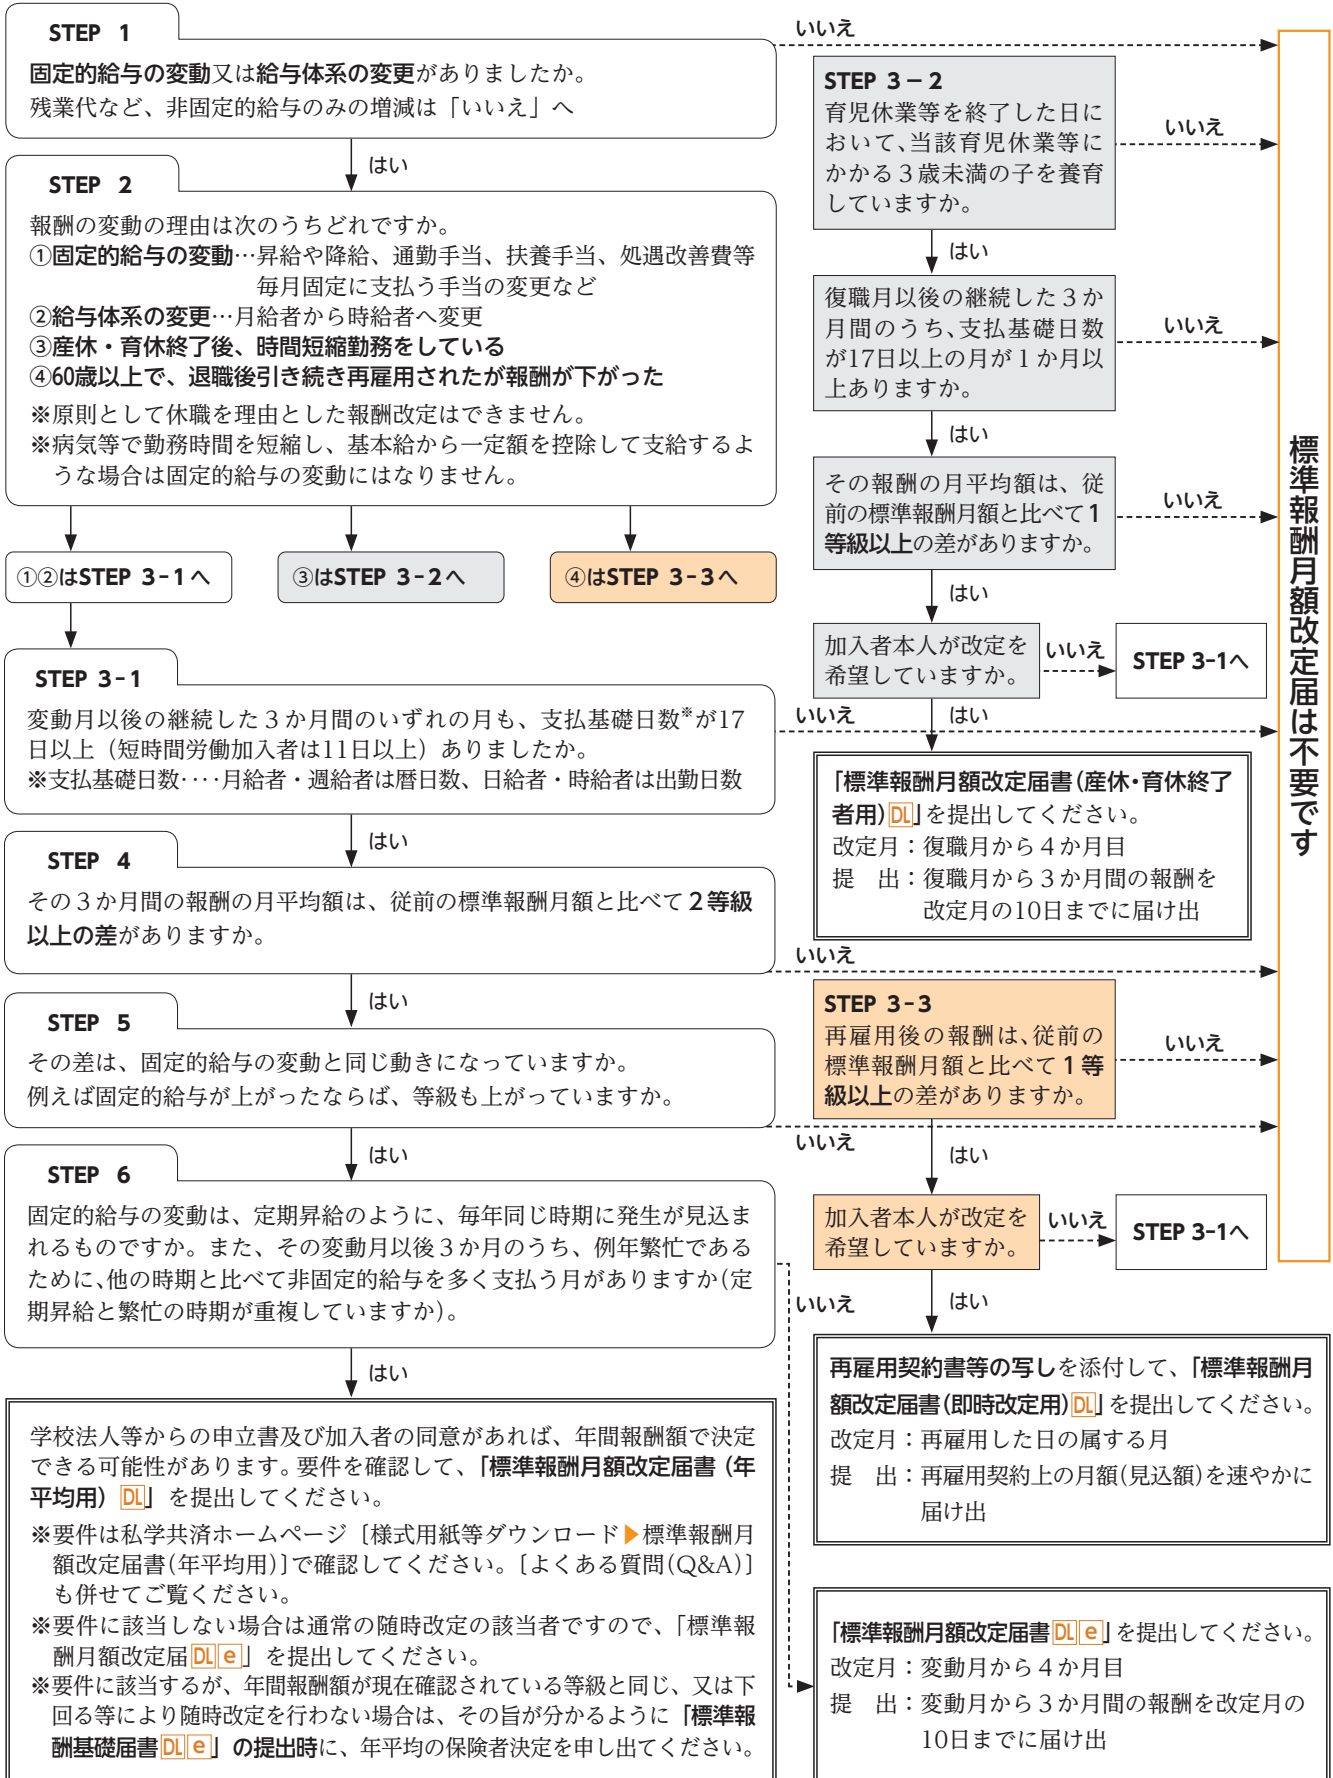 STEP 1
固定的給与の変動又は給与体系の変更がありましたか。
残業代など、非固定的給与のみの増減は「いいえ」へ
いいえ
はい
STEP 2
報酬の変動の理由は次のうちどれですか。
①固定的給与の変動…昇給や降給、通勤手当、扶養手当、処遇改善費等
毎月固定に支払う手当の変更など
②給与体系の変更…月給者から時給者へ変更
③産休・育休終了後、時間短縮勤務をしている
④60歳以上で、退職後引き続き再雇用されたが報酬が下がった
※原則として休職を理由とした報酬改定はできません。
※病気等で勤務時間を短縮し、基本給から一定額を控除して支給するよ
うな場合は固定的給与の変動にはなりません。
①②はSTEP 3-1へ
③はSTEP 3-2へ
④はSTEP 3-3へ
STEP 3-1
変動月以後の継続した３か月間のいずれの月も、支払基礎日数※が17
日以上（短時間労働加入者は11日以上）ありましたか。
※支払基礎日数‥‥月給者・週給者は暦日数、日給者・時給者は出勤日数
いいえ
はい
STEP 4
その３か月間の報酬の月平均額は、従前の標準報酬月額と比べて２等級
以上の差がありますか。
いいえ
はい
STEP 5
その差は、固定的給与の変動と同じ動きになっていますか。
例えば固定的給与が上がったならば、等級も上がっていますか。
いいえ
はい
STEP 6
固定的給与の変動は、定期昇給のように、毎年同じ時期に発生が見込ま
れるものですか。また、その変動月以後３か月のうち、例年繁忙である
ために、他の時期と比べて非固定的給与を多く支払う月がありますか(定
期昇給と繁忙の時期が重複していますか)。
いいえ
はい
学校法人等からの申立書及び加入者の同意があれば、年間報酬額で決定
できる可能性があります。要件を確認して、「標準報酬月額改定届書（年
平均用）DL」を提出してください。
※要件は私学共済ホームページ〔様式用紙等ダウンロード▶標準報酬月
額改定届書(年平均用)〕で確認してください。〔よくある質問(Q&A)〕
も併せてご覧ください。
※要件に該当しない場合は通常の随時改定の該当者ですので、「標準報
酬月額改定届DL e」を提出してください。
※要件に該当するが、年間報酬額が現在確認されている等級と同じ、又は下
回る等により随時改定を行わない場合は、その旨が分かるように「標準報
酬基礎届書DL e」の提出時に、年平均の保険者決定を申し出てください。
STEP 3－2
育児休業等を終了した日に
おいて、当該育児休業等に
かかる３歳未満の子を養育
していますか。
いいえ
はい
復職月以後の継続した３か
月間のうち、支払基礎日数
が17日以上の月が１か月以
上ありますか。
いいえ
はい
その報酬の月平均額は、従
前の標準報酬月額と比べて１
等級以上の差がありますか。
いいえ
はい
加入者本人が改定を
希望していますか。
いいえ
STEP 3-1へ
はい
「標準報酬月額改定届書(産休・育休終了
者用)DL」を提出してください。
改定月：復職月から４か月目
提　出：復職月から３か月間の報酬を
改定月の10日までに届け出
STEP 3-3
再雇用後の報酬は、従前の
標準報酬月額と比べて１等
級以上の差がありますか。
いいえ
はい
加入者本人が改定を
希望していますか。
いいえ
STEP 3-1へ
はい
再雇用契約書等の写しを添付して、「標準報酬月
額改定届書(即時改定用)DL」を提出してください。
改定月：再雇用した日の属する月
提　出：再雇用契約上の月額(見込額)を速やかに
届け出
「標準報酬月額改定届書DL e」を提出してください。
改定月：変動月から４か月目
提　出：変動月から３か月間の報酬を改定月の
10日までに届け出
標準報酬月額改定届は不要です